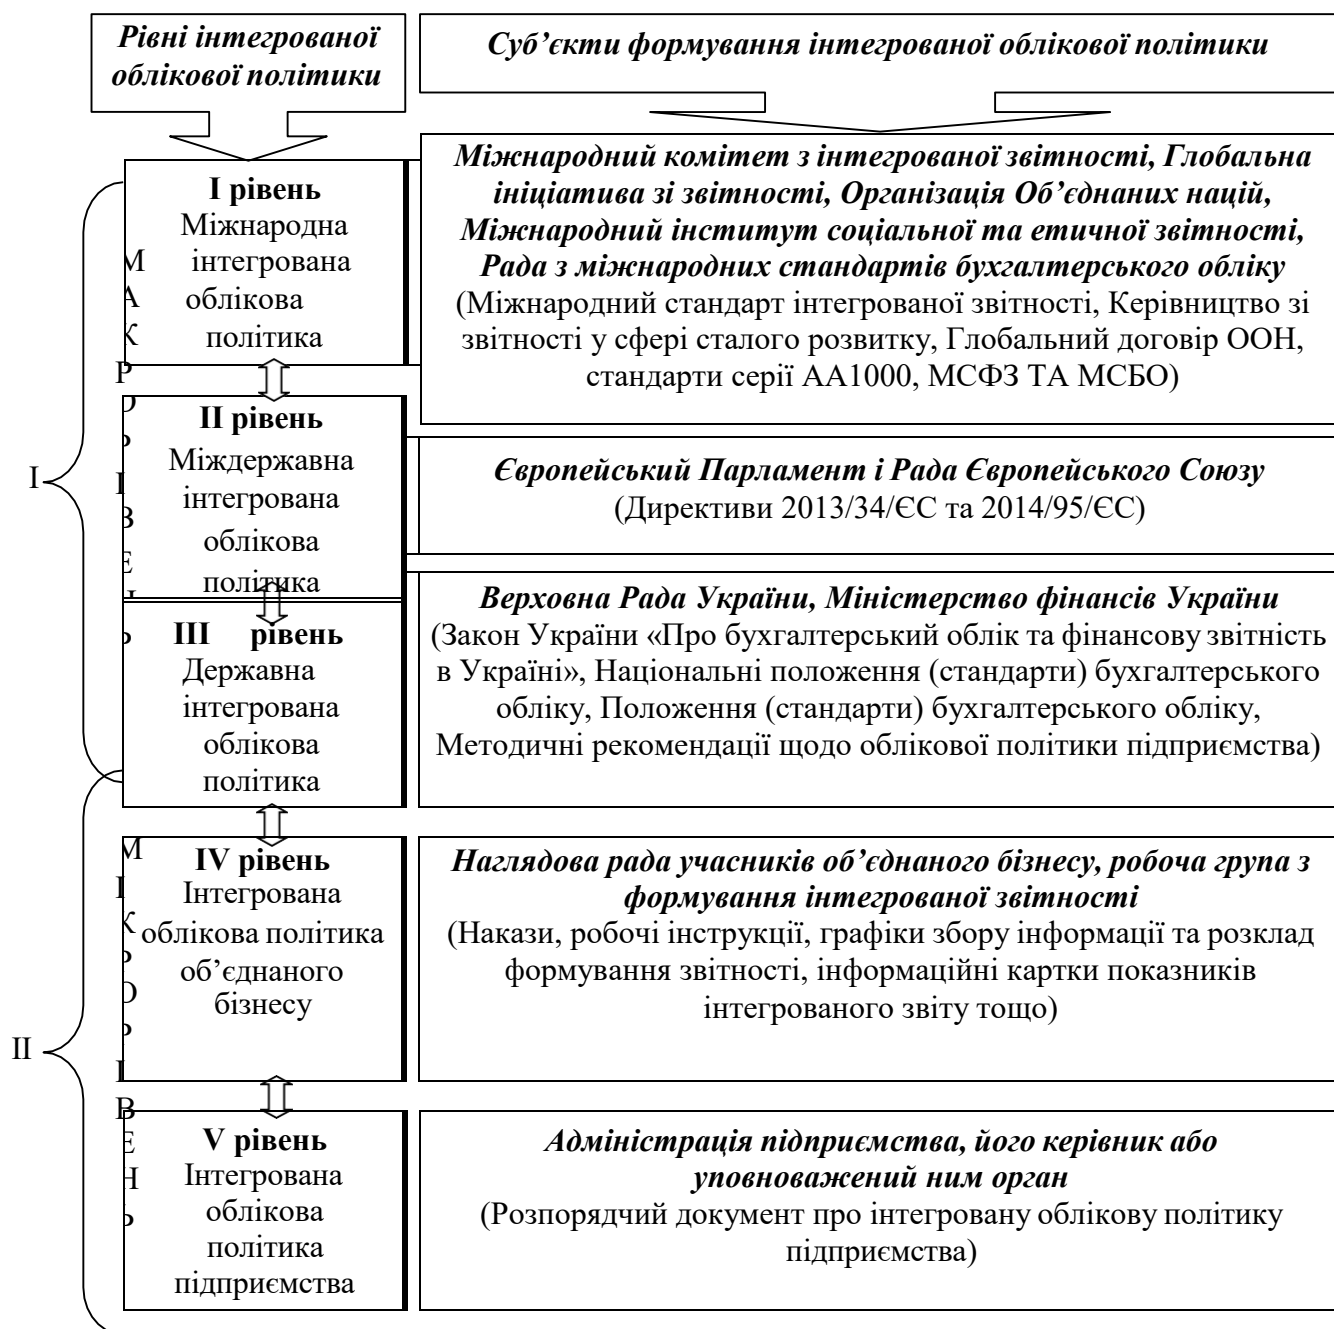 Рівні інтегрованої
облікової політики
Суб’єкти формування інтегрованої облікової політики
І рівень
Міжнародна
інтегрована
облікова
політика
Міжнародний комітет з інтегрованої звітності, Глобальна
ініціатива зі звітності, Організація Об’єднаних націй,
Міжнародний інститут соціальної та етичної звітності,
Рада з міжнародних стандартів бухгалтерського обліку
(Міжнародний стандарт інтегрованої звітності, Керівництво зі
звітності у сфері сталого розвитку, Глобальний договір ООН,
стандарти серії АА1000, МСФЗ ТА МСБО)
ІІ рівень
Міждержавна
інтегрована
облікова
політика
Європейський Парламент і Рада Європейського Союзу
(Директиви 2013/34/ЄС та 2014/95/ЄС)
ІІІ рівень
Державна
інтегрована
облікова
політика
Верховна Рада України, Міністерство фінансів України
(Закон України «Про бухгалтерський облік та фінансову звітність
в Україні», Національні положення (стандарти) бухгалтерського
обліку, Положення (стандарти) бухгалтерського обліку,
Методичні рекомендації щодо облікової політики підприємства)
І
М
А
К
Р
О
Р
І
В
Е
Н
Ь
ІV рівень
Інтегрована
облікова політика
об’єднаного
бізнесу
Наглядова рада учасників об’єднаного бізнесу, робоча група з
формування інтегрованої звітності
(Накази, робочі інструкції, графіки збору інформації та розклад
формування звітності, інформаційні картки показників
інтегрованого звіту тощо)
V рівень
Інтегрована
облікова
політика
підприємства
Адміністрація підприємства, його керівник або
уповноважений ним орган
(Розпорядчий документ про інтегровану облікову політику
підприємства)
ІІ
М
І
К
Р
О
Р
І
В
Е
Н
Ь